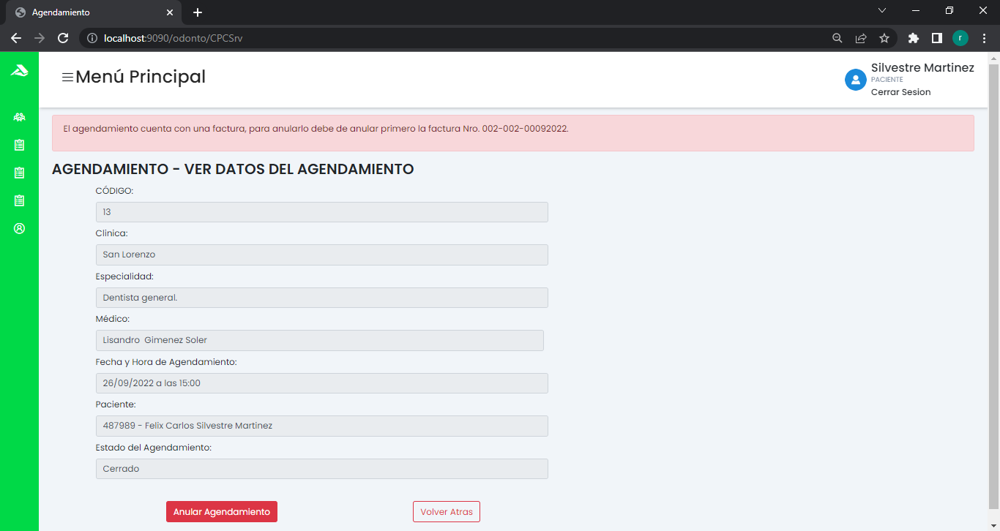 Agendamiento
localhost:9090/odonto/CPCSrv
r
Menú Principal
Silvestre Martinez
PACIENTE
Cerrar Sesion
El agendamiento cuenta con una factura, para anularlo debe de anular primero la factura Nro. 002-002-00092022.
AGENDAMIENTO - VER DATOS DEL AGENDAMIENTO
CÓDIGO:
13
Clinica:
San Lorenzo
Especialidad:
Dentista general.
Médico:
Lisandro  Gimenez Soler
Fecha y Hora de Agendamiento:
26/09/2022 a las 15:00
Paciente:
487989 - Felix Carlos Silvestre Martinez
Estado del Agendamiento:
Cerrado
Anular Agendamiento
Volver Atras